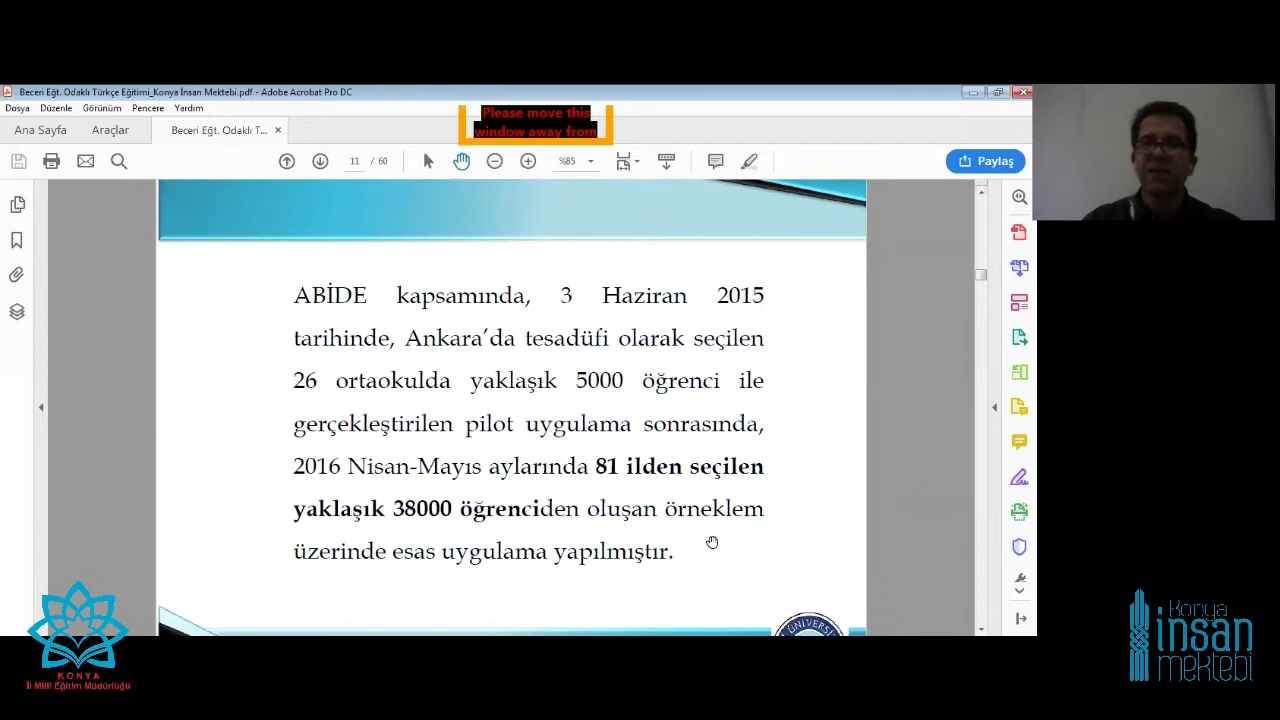 Beceri Eğt. Odaklı Türkçe Eğitimi_Konya İnsan Mektebi.pdf - Adobe Acrobat Pro DC
Dosya Düzenle Görünüm Pencere Yardım
Please move this
window away from
Ana Sayfa Araçlar Beceri Eğt. Odaklı T...
11 / 60 %85 Paylaş
ABİDE kapsamında, 3 Haziran 2015
tarihinde, Ankara'da tesadüfi olarak seçilen
26 ortaokulda yaklaşık 5000 öğrenci ile
gerçekleştirilen pilot uygulama sonrasında,
2016 Nisan-Mayıs aylarında 81 ilden seçilen
yaklaşık 38000 öğrenciden oluşan örneklem
üzerinde esas uygulama yapılmıştır.
KONYA
İl Millî Eğitim Müdürlüğü
Konya
insan
mektebi